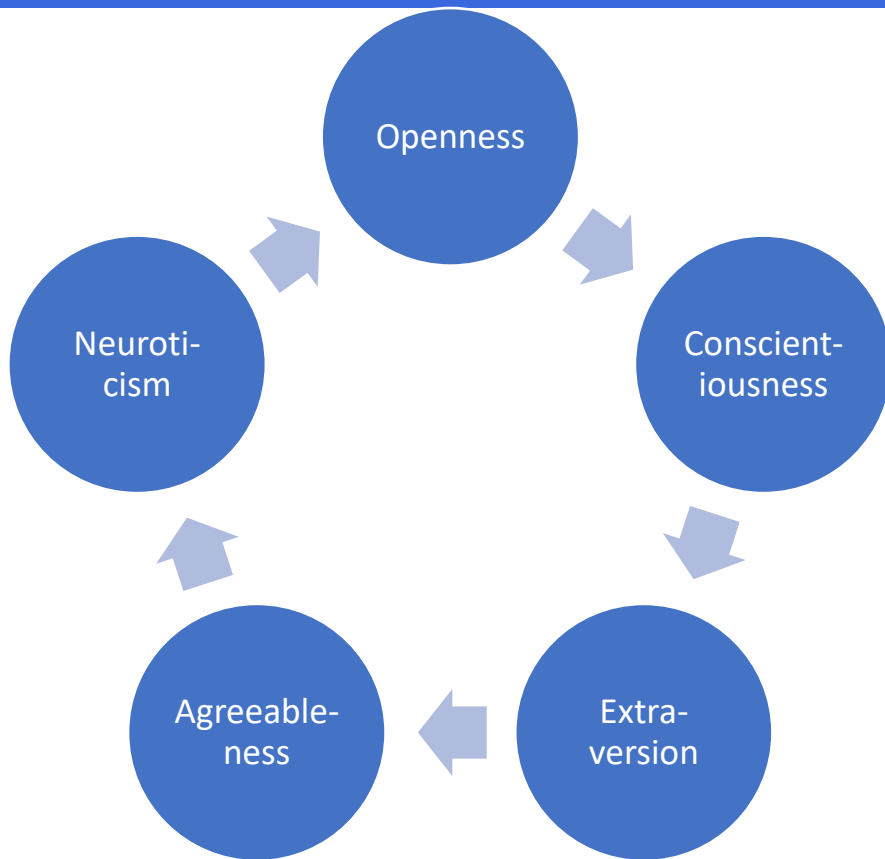 Openness
Conscient-
iousness
Extra-
version
Agreeable-
ness
Neuroti-
cism